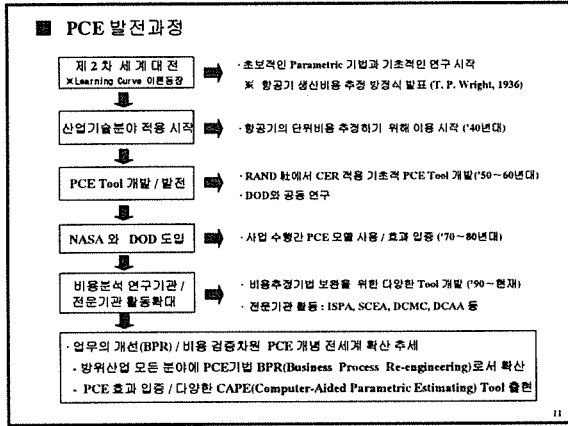 ■ PCE 발전과정
제 2 차 세 계 대 전
※Learning Curve 이론등장
· 초보적인 Parametric 기법과 기초적인 연구 시작
※ 항공기 생산비용 추정 방정식 발표 (T. P. Wright, 1936)
산업기술분야 적용 시작
· 항공기의 단위비용 추정하기 위해 이용 시작 ('40년대)
PCE Tool 개발 / 발전
· RAND 社에서 CER 적용 기초적 PCE Tool 개발('50～60년대)
· DOD와 공동 연구
NASA 와 DOD 도입
· 사업 수행간 PCE 모델 사용 / 효과 입증 ('70～80년대)
비용분석 연구기관 /
전문기관 활동확대
· 비용추정기법 보완을 위한 다양한 Tool 개발 ('90～현재)
· 전문기관 활동 : ISPA, SCEA, DCMC, DCAA 등
· 업무의 개선(BPR) / 비용 검증차원 PCE 개념 전세계 확산 추세
- 방위산업 모든 분야에 PCE기법 BPR(Business Process Re-engineering)로서 확산
- PCE 효과 입증 / 다양한 CAPE(Computer-Aided Parametric Estimating) Tool 출현
11